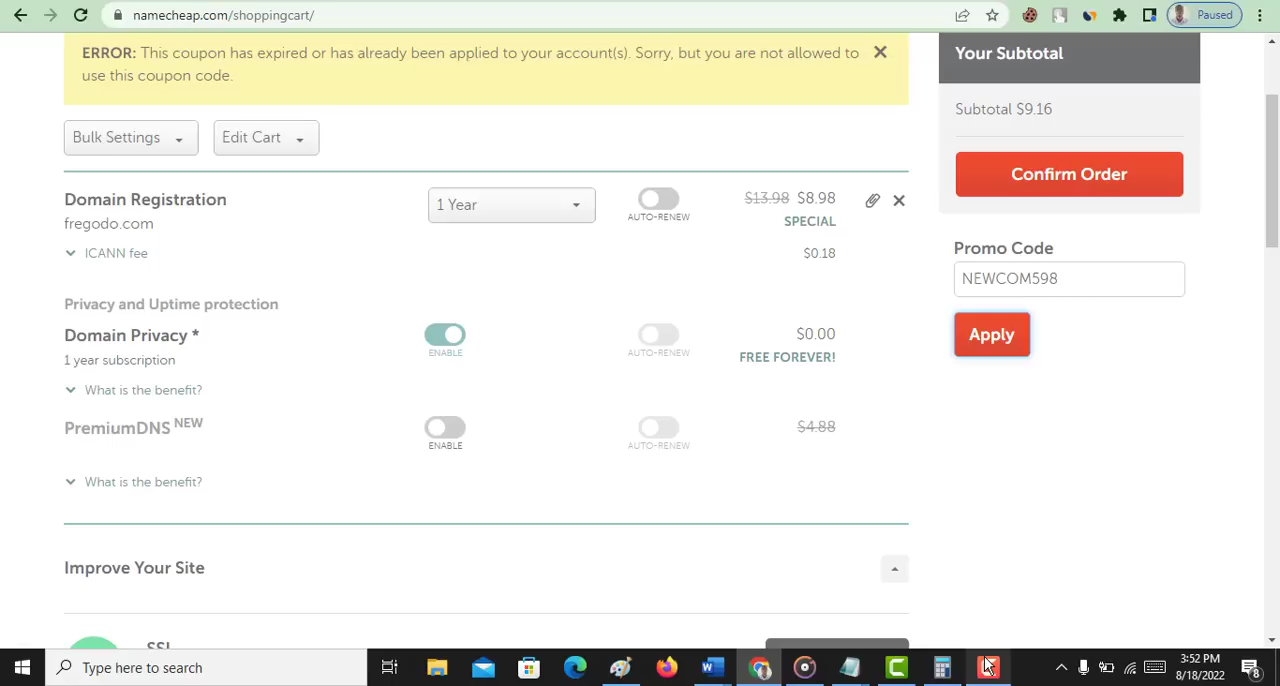 namecheap.com/shoppingcart/
Paused
ERROR: This coupon has expired or has already been applied to your account(s). Sorry, but you are not allowed to
use this coupon code.
Bulk Settings
Edit Cart
Domain Registration
fregodo.com
1 Year
AUTO-RENEW
$13.98 $8.98
SPECIAL
ICANN fee
$0.18
Privacy and Uptime protection
Domain Privacy *
1 year subscription
ENABLE
AUTO-RENEW
$0.00
FREE FOREVER!
What is the benefit?
PremiumDNS NEW
ENABLE
AUTO-RENEW
$4.88
What is the benefit?
Improve Your Site
SSL
Your Subtotal
Subtotal $9.16
Confirm Order
Promo Code
NEWCOM598
Apply
Type here to search
3:52 PM
8/18/2022
8